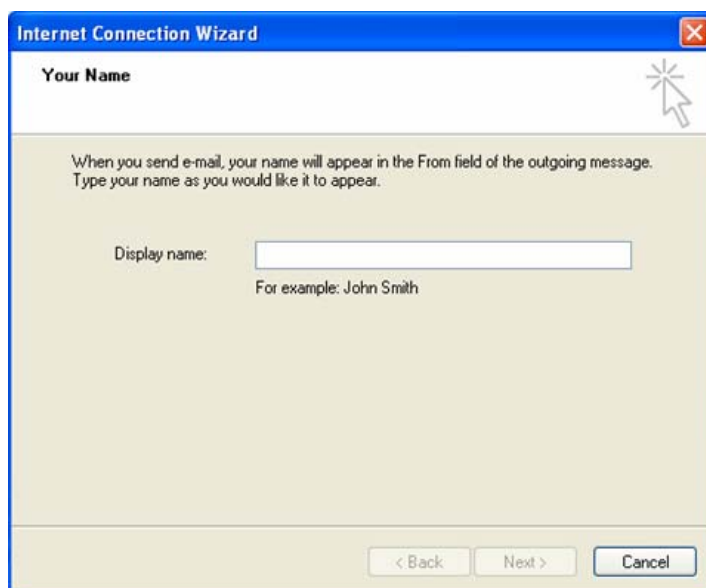 Internet Connection Wizard
Your Name
When you send e-mail, your name will appear in the From field of the outgoing message.
Type your name as you would like it to appear.
Display name:
For example: John Smith
< Back Next > Cancel